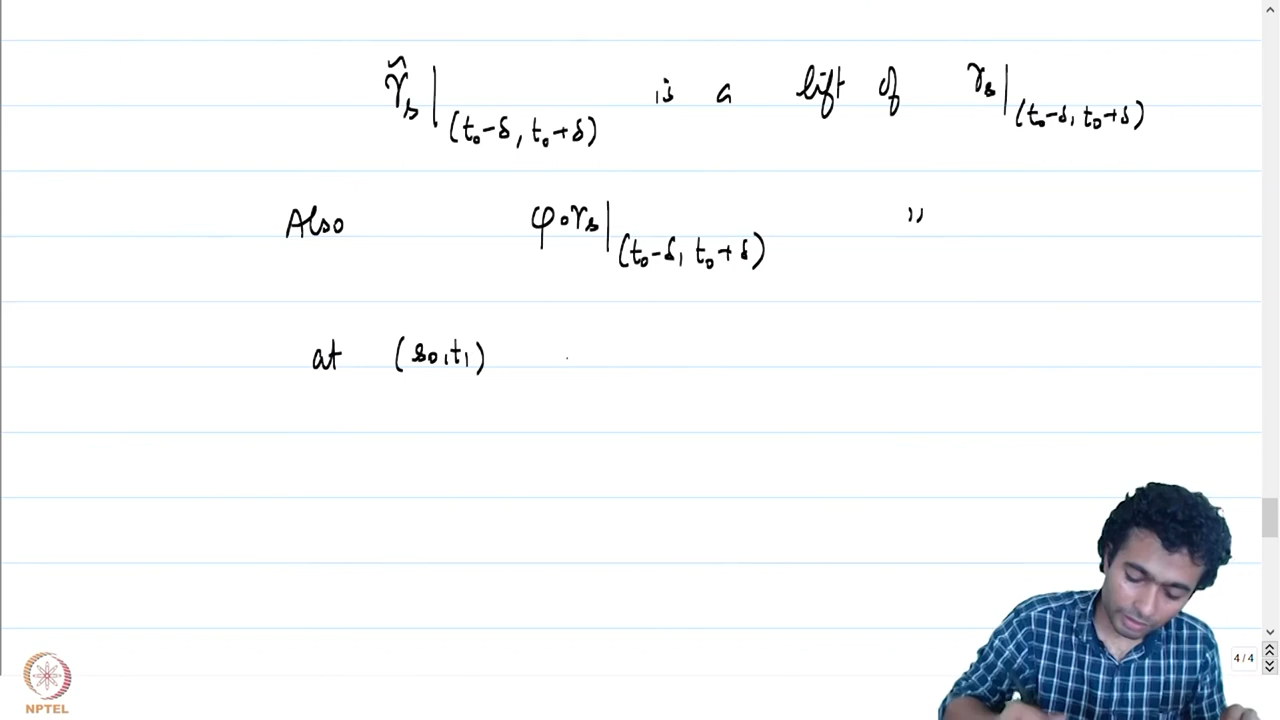 γ̃ₛ|₍t₀-δ, t₀+δ₎ is a lift of γₛ|₍t₀-δ, t₀+δ₎
Also φ∘γₛ|₍t₀-δ, t₀+δ₎ "
at (s₀, t₁)
4 / 4
NPTEL